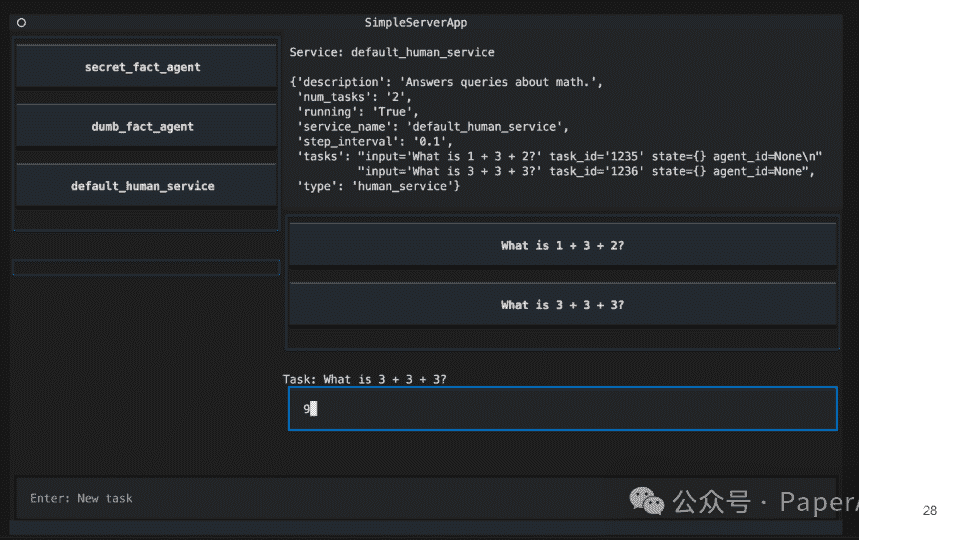 SimpleServerApp
secret_fact_agent
dumb_fact_agent
default_human_service
Service: default_human_service
{'description': 'Answers queries about math.',
'num_tasks': '2',
'running': 'True',
'service_name': 'default_human_service',
'step_interval': '0.1',
'tasks': "input='What is 1 + 3 + 2?' task_id='1235' state={} agent_id=None\n"
"input='What is 3 + 3 + 3?' task_id='1236' state={} agent_id=None",
'type': 'human_service'}
What is 1 + 3 + 2?
What is 3 + 3 + 3?
Task: What is 3 + 3 + 3?
9
Enter: New task
公众号 · PaperA
28